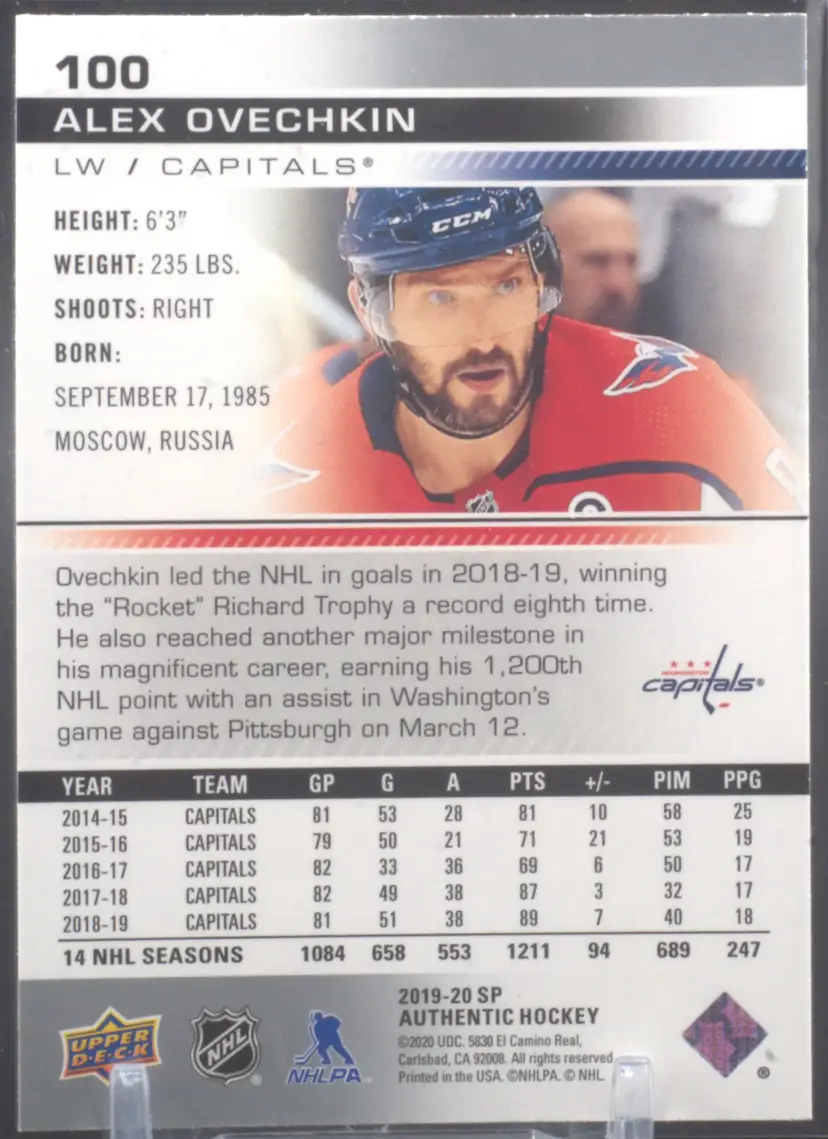 100
ALEX OVECHKIN
LW / CAPITALS®
HEIGHT: 6'3"
WEIGHT: 235 LBS.
SHOOTS: RIGHT
BORN:
SEPTEMBER 17, 1985
MOSCOW, RUSSIA
CCM
Ovechkin led the NHL in goals in 2018-19, winning
the "Rocket" Richard Trophy a record eighth time.
He also reached another major milestone in
his magnificent career, earning his 1,200th
NHL point with an assist in Washington's
game against Pittsburgh on March 12.
WASHINGTON
capitals®
YEAR TEAM GP G A PTS +/- PIM PPG
2014-15 CAPITALS 81 53 28 81 10 58 25
2015-16 CAPITALS 79 50 21 71 21 53 19
2016-17 CAPITALS 82 33 36 69 6 50 17
2017-18 CAPITALS 82 49 38 87 3 32 17
2018-19 CAPITALS 81 51 38 89 7 40 18
14 NHL SEASONS 1084 658 553 1211 94 689 247
UPPER
D·E·C·K
NHL®
NHLPA™
2019-20 SP
AUTHENTIC HOCKEY
©2020 UDC. 5830 El Camino Real,
Carlsbad, CA 92008. All rights reserved
Printed in the USA. ©NHLPA. © NHL.
®